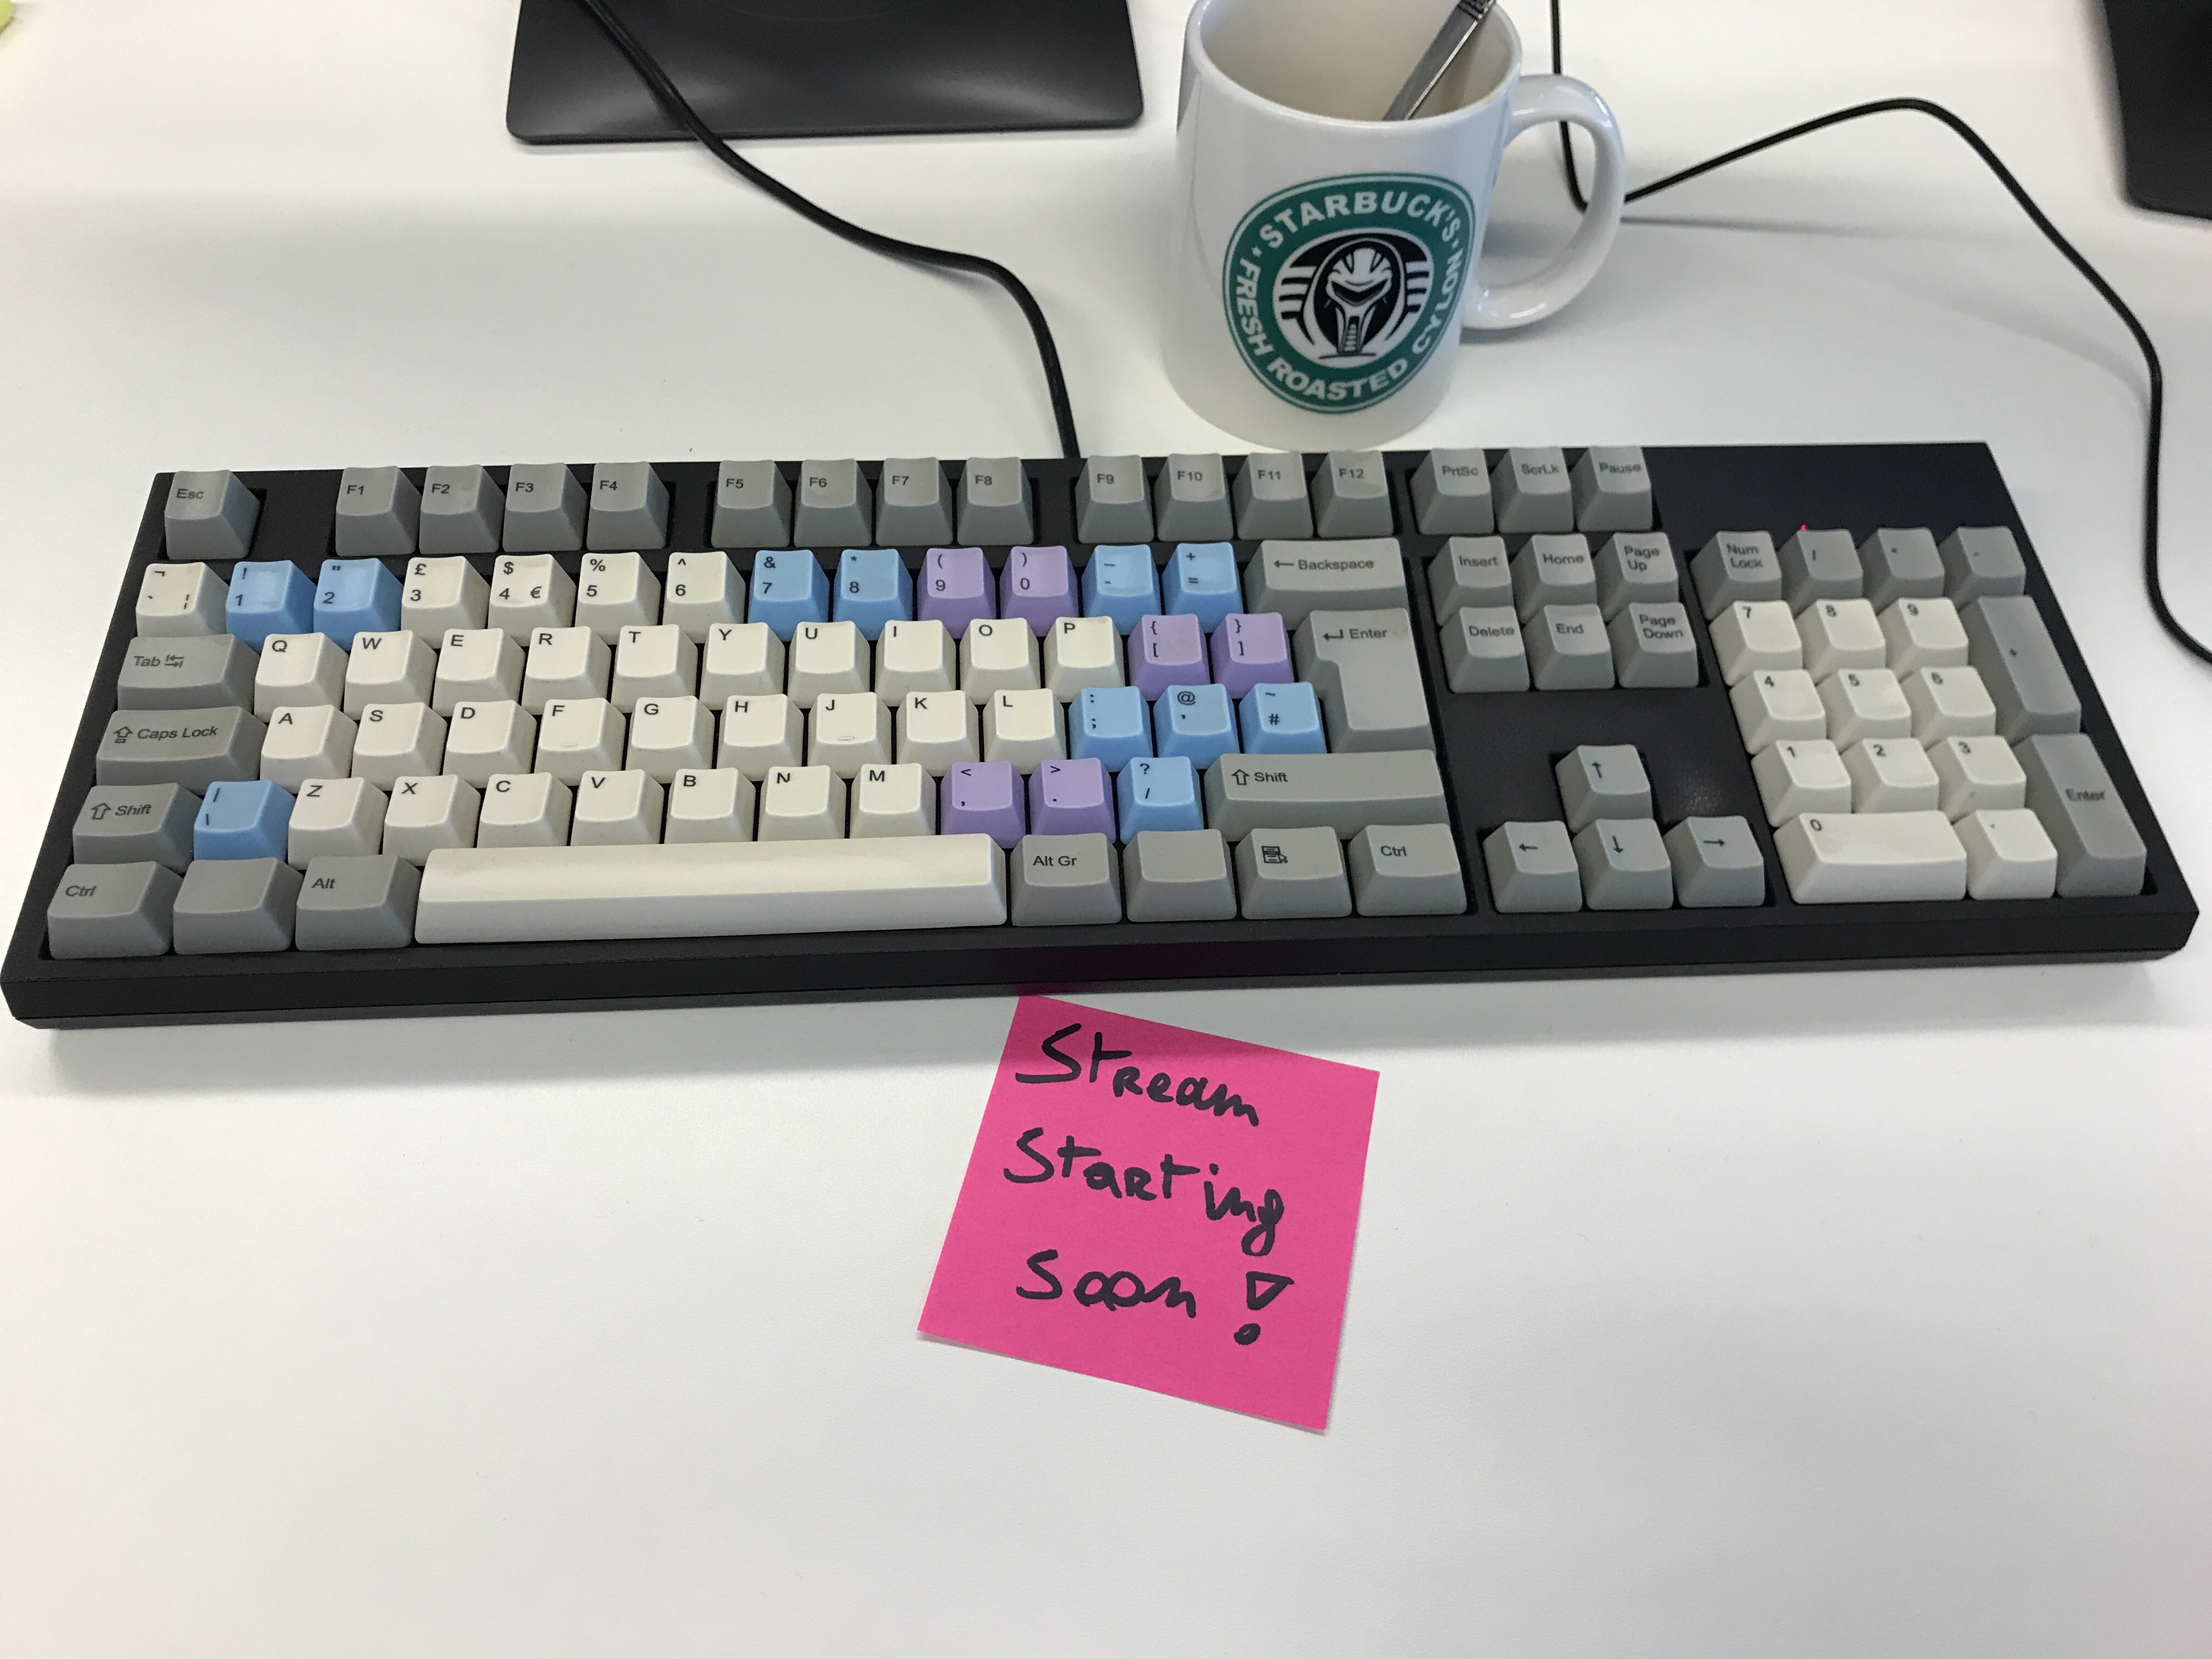 STARBUCK'S
FRESH ROASTED CYLON
Esc F1 F2 F3 F4 F5 F6 F7 F8 F9 F10 F11 F12 PrtSc ScrLk Pause
¬ ` ¦ ! 1 " 2 £ 3 $ 4 € % 5 ^ 6 & 7 * 8 ( 9 ) 0 _ - + = ← Backspace Insert Home Page Up Num Lock / * -
Tab Q W E R T Y U I O P { [ } ] Enter Delete End Page Down 7 8 9 +
Caps Lock A S D F G H J K L : ; @ ' ~ # 4 5 6
Shift | \ Z X C V B N M < , > . ? / Shift ↑ 1 2 3 Enter
Ctrl Alt Alt Gr Ctrl ← ↓ → 0 .
Stream
Starting
Soon !